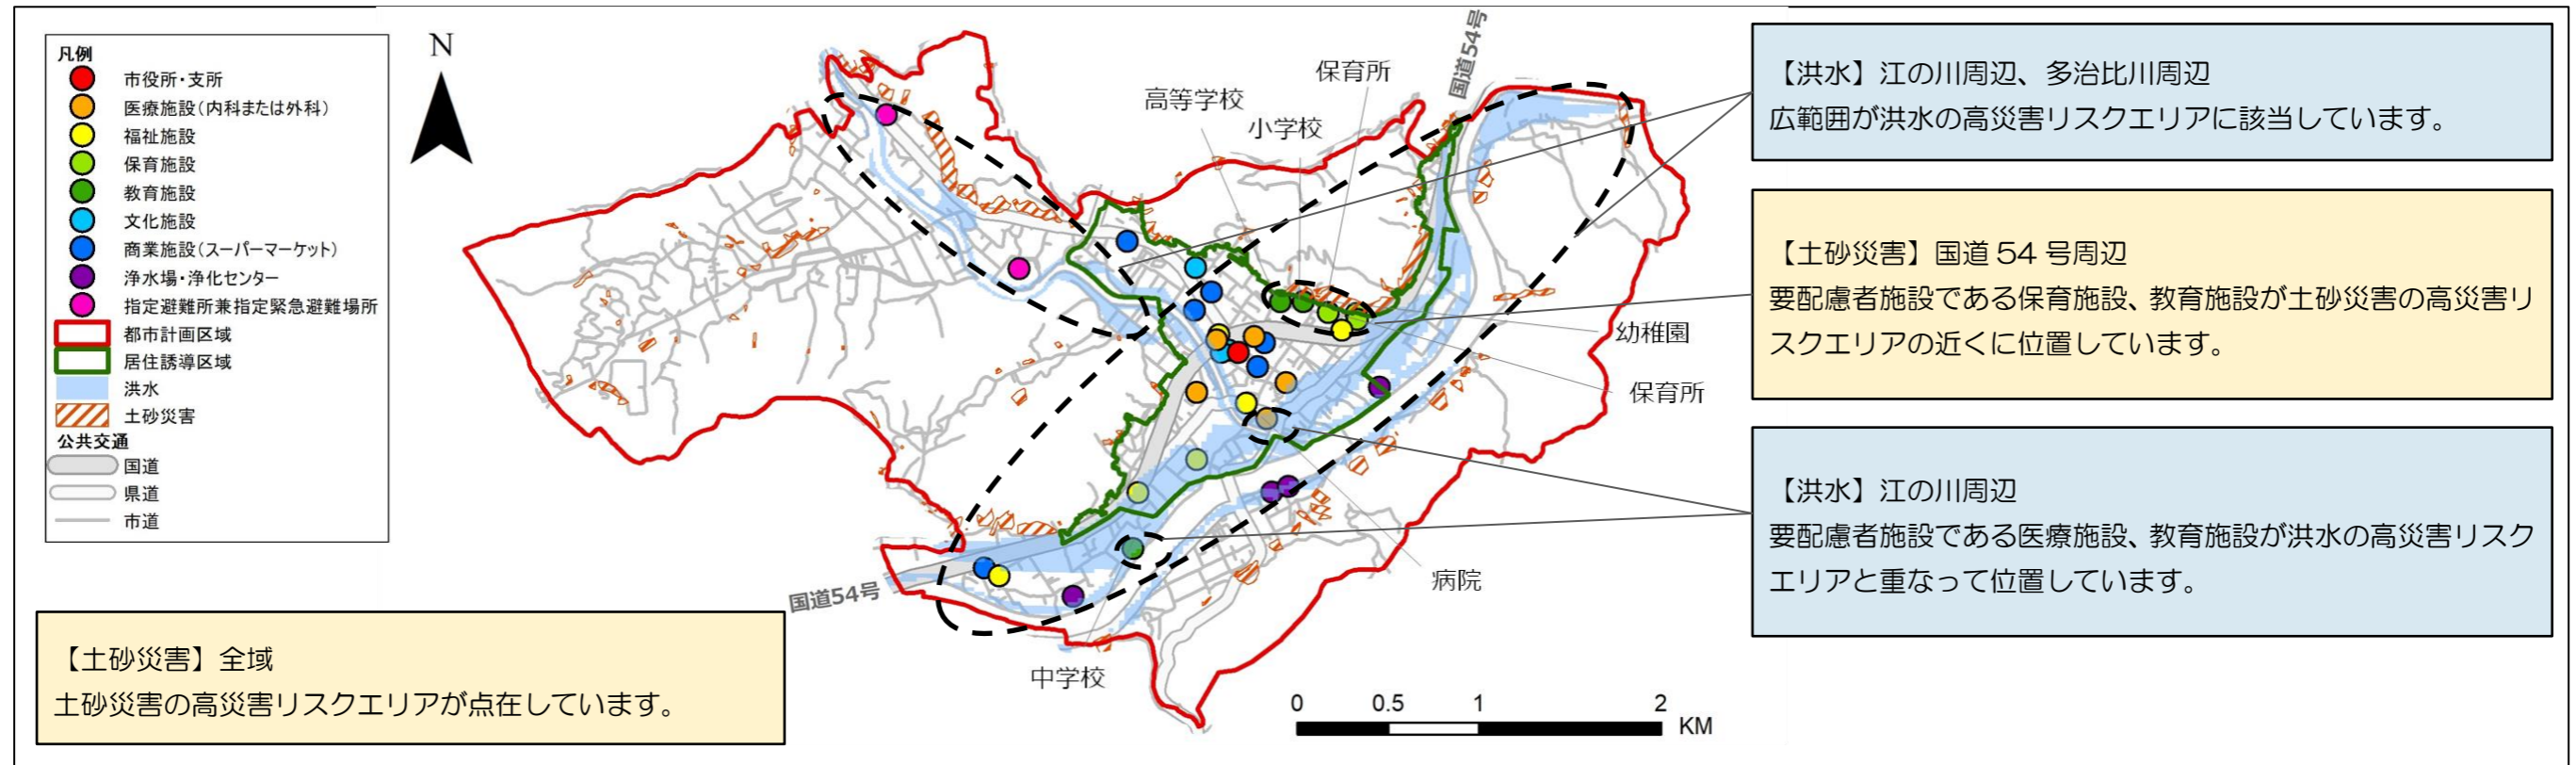 凡例
市役所・支所
医療施設(内科または外科)
福祉施設
保育施設
教育施設
文化施設
商業施設(スーパーマーケット)
浄水場・浄化センター
指定避難所兼指定緊急避難場所
都市計画区域
居住誘導区域
洪水
土砂災害
公共交通
国道
県道
市道
N
国道54号
保育所
高等学校
小学校
幼稚園
保育所
病院
国道54号
中学校
0 0.5 1 2
KM
【洪水】江の川周辺、多治比川周辺
広範囲が洪水の高災害リスクエリアに該当しています。
【土砂災害】国道 54 号周辺
要配慮者施設である保育施設、教育施設が土砂災害の高災害リ
スクエリアの近くに位置しています。
【洪水】江の川周辺
要配慮者施設である医療施設、教育施設が洪水の高災害リスク
エリアと重なって位置しています。
【土砂災害】全域
土砂災害の高災害リスクエリアが点在しています。